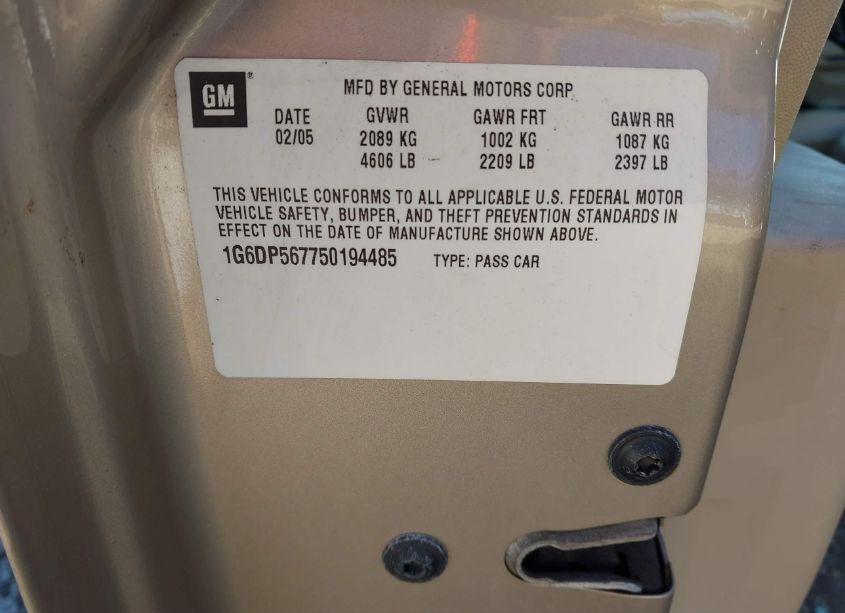 GM®
MFD BY GENERAL MOTORS CORP
DATE GVWR GAWR FRT GAWR RR
02/05 2089 KG 1002 KG 1087 KG
4606 LB 2209 LB 2397 LB
THIS VEHICLE CONFORMS TO ALL APPLICABLE U.S. FEDERAL MOTOR
VEHICLE SAFETY, BUMPER, AND THEFT PREVENTION STANDARDS IN
EFFECT ON THE DATE OF MANUFACTURE SHOWN ABOVE.
1G6DP567750194485 TYPE: PASS CAR